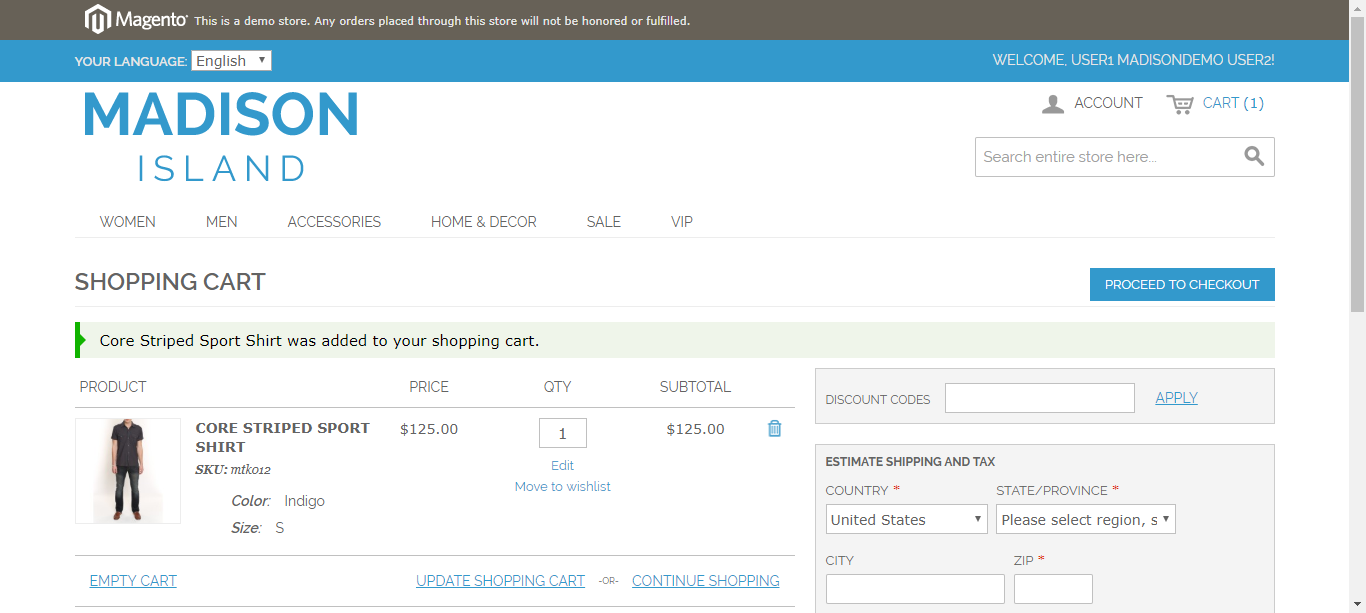 Magento This is a demo store. Any orders placed through this store will not be honored or fulfilled.
YOUR LANGUAGE: English WELCOME, USER1 MADISONDEMO USER2!
MADISON
ISLAND
ACCOUNT CART (1)
Search entire store here...
WOMEN MEN ACCESSORIES HOME & DECOR SALE VIP
SHOPPING CART PROCEED TO CHECKOUT
Core Striped Sport Shirt was added to your shopping cart.
PRODUCT PRICE QTY SUBTOTAL
CORE STRIPED SPORT
SHIRT
$125.00 1 $125.00
SKU: mtk012
Edit
Move to wishlist
Color: Indigo
Size: S
EMPTY CART UPDATE SHOPPING CART -OR- CONTINUE SHOPPING
DISCOUNT CODES APPLY
ESTIMATE SHIPPING AND TAX
COUNTRY * STATE/PROVINCE *
United States Please select region, s
CITY ZIP *